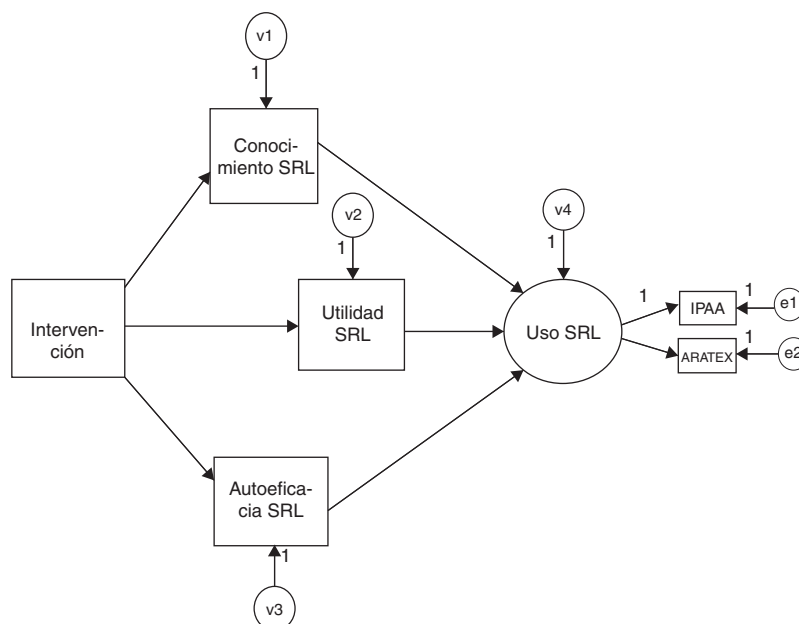 v1
1
Conoci-
miento SRL
v2
1
v4
1
Interven-
ción
Utilidad
SRL
Uso SRL
1
IPAA
1
e1
ARATEX
1
e2
Autoefica-
cia SRL
1
v3